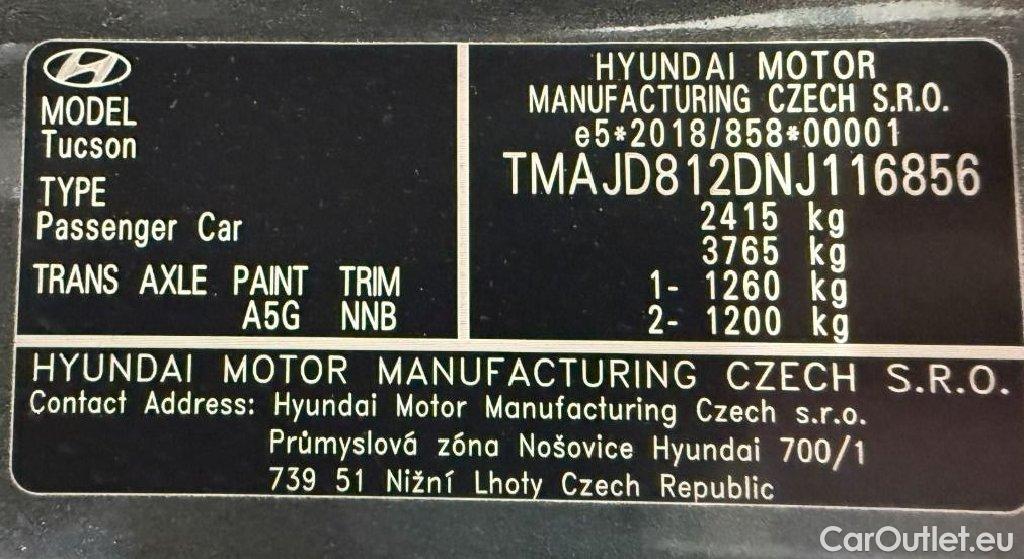 MODEL
Tucson
TYPE
Passenger Car
TRANS AXLE PAINT TRIM
A5G NNB
HYUNDAI MOTOR
MANUFACTURING CZECH S.R.O.
e5*2018/858*00001
TMAJD812DNJ116856
2415 kg
3765 kg
1- 1260 kg
2- 1200 kg
HYUNDAI MOTOR MANUFACTURING CZECH S.R.O.
Contact Address: Hyundai Motor Manufacturing Czech s.r.o.
Průmyslová zóna Nošovice Hyundai 700/1
739 51 Nižní Lhoty Czech Republic
CarOutlet.eu